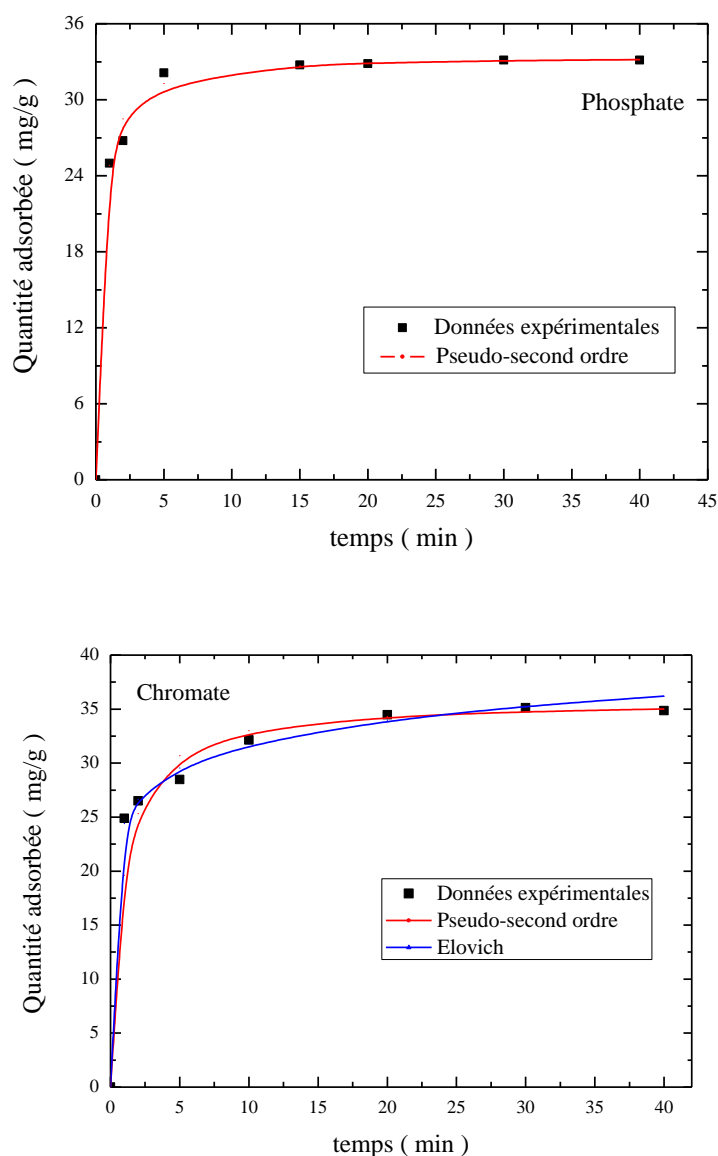 36
30
24
18
12
6
0
Quantité adsorbée ( mg/g )
Phosphate
Données expérimentales
Pseudo-second ordre
0 5 10 15 20 25 30 35 40 45
temps ( min )
40
35
30
25
20
15
10
5
0
Quantité adsorbée ( mg/g )
Chromate
Données expérimentales
Pseudo-second ordre
Elovich
0 5 10 15 20 25 30 35 40
temps ( min )